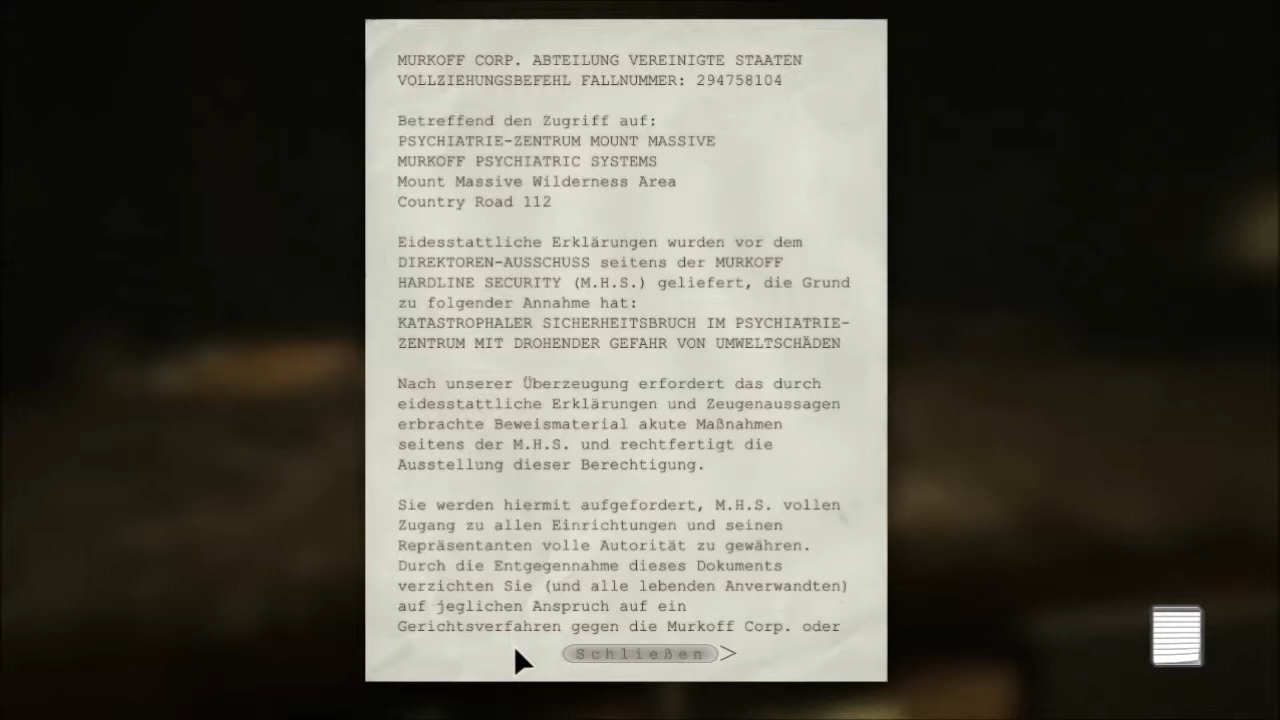 MURKOFF CORP. ABTEILUNG VEREINIGTE STAATEN
VOLLZIEHUNGSBEFEHL FALLNUMMER: 294758104
Betreffend den Zugriff auf:
PSYCHIATRIE-ZENTRUM MOUNT MASSIVE
MURKOFF PSYCHIATRIC SYSTEMS
Mount Massive Wilderness Area
Country Road 112
Eidesstattliche Erklärungen wurden vor dem
DIREKTOREN-AUSSCHUSS seitens der MURKOFF
HARDLINE SECURITY (M.H.S.) geliefert, die Grund
zu folgender Annahme hat:
KATASTROPHALER SICHERHEITSBRUCH IM PSYCHIATRIE-
ZENTRUM MIT DROHENDER GEFAHR VON UMWELTSCHÄDEN
Nach unserer Überzeugung erfordert das durch
eidesstattliche Erklärungen und Zeugenaussagen
erbrachte Beweismaterial akute Maßnahmen
seitens der M.H.S. und rechtfertigt die
Ausstellung dieser Berechtigung.
Sie werden hiermit aufgefordert, M.H.S. vollen
Zugang zu allen Einrichtungen und seinen
Repräsentanten volle Autorität zu gewähren.
Durch die Entgegennahme dieses Dokuments
verzichten Sie (und alle lebenden Anverwandten)
auf jeglichen Anspruch auf ein
Gerichtsverfahren gegen die Murkoff Corp. oder
Schließen >